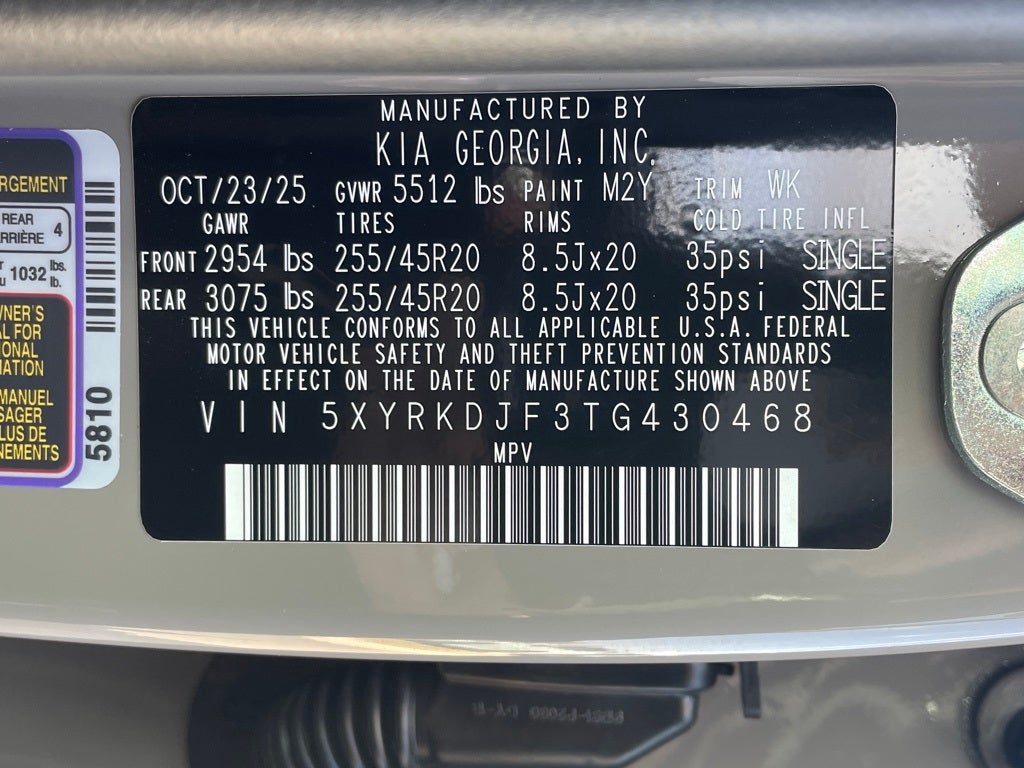 MANUFACTURED BY
KIA GEORGIA, INC.
OCT/23/25 GVWR 5512 lbs PAINT M2Y TRIM WK
GAWR TIRES RIMS COLD TIRE INFL
FRONT 2954 lbs 255/45R20 8.5Jx20 35psi SINGLE
REAR 3075 lbs 255/45R20 8.5Jx20 35psi SINGLE
THIS VEHICLE CONFORMS TO ALL APPLICABLE U.S.A. FEDERAL
MOTOR VEHICLE SAFETY AND THEFT PREVENTION STANDARDS
IN EFFECT ON THE DATE OF MANUFACTURE SHOWN ABOVE
VIN 5XYRKDJF3TG430468
MPV
RGEMENT
REAR
RRIÈRE 4
1032 lbs.
lb.
WNER'S
AL FOR
IONAL
MATION
MANUEL
SAGER
LUS DE
NEMENTS
5810